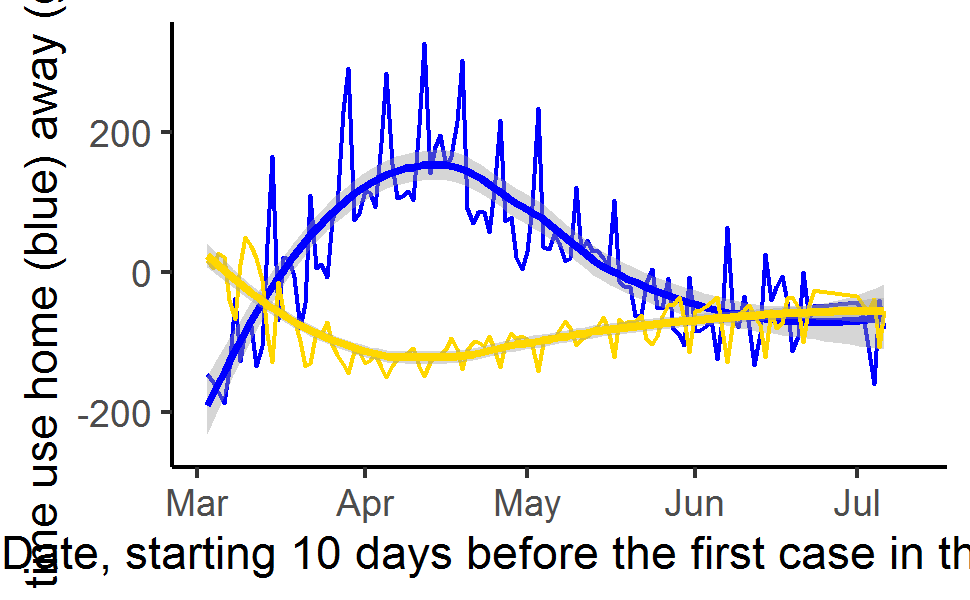 time use home (blue) away (
200
0
-200
Mar Apr May Jun Jul
Date, starting 10 days before the first case in th